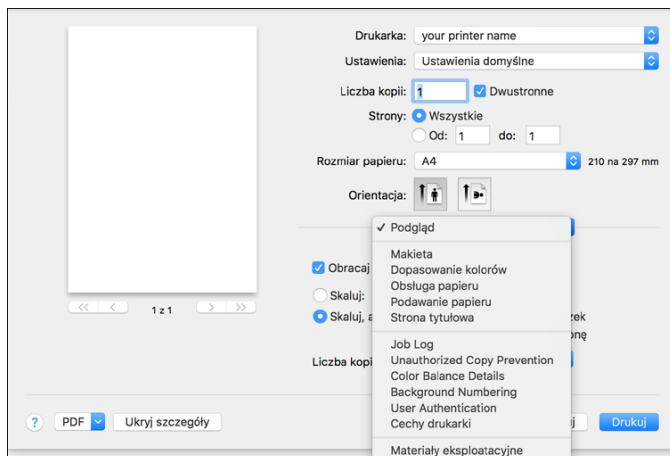 Drukarka: your printer name
Ustawienia: Ustawienia domyślne
Liczba kopii: 1 Dwustronne
Strony: Wszystkie
Od: 1 do: 1
Rozmiar papieru: A4 210 na 297 mm
Orientacja:
Podgląd
Makieta
Dopasowanie kolorów
Obsługa papieru
Podawanie papieru
Strona tytułowa
Job Log
Unauthorized Copy Prevention
Color Balance Details
Background Numbering
User Authentication
Cechy drukarki
Materiały eksploatacyjne
Obracaj
Skaluj:
Skaluj, a
Liczba kopi
1 z 1
? PDF Ukryj szczegóły Drukuj